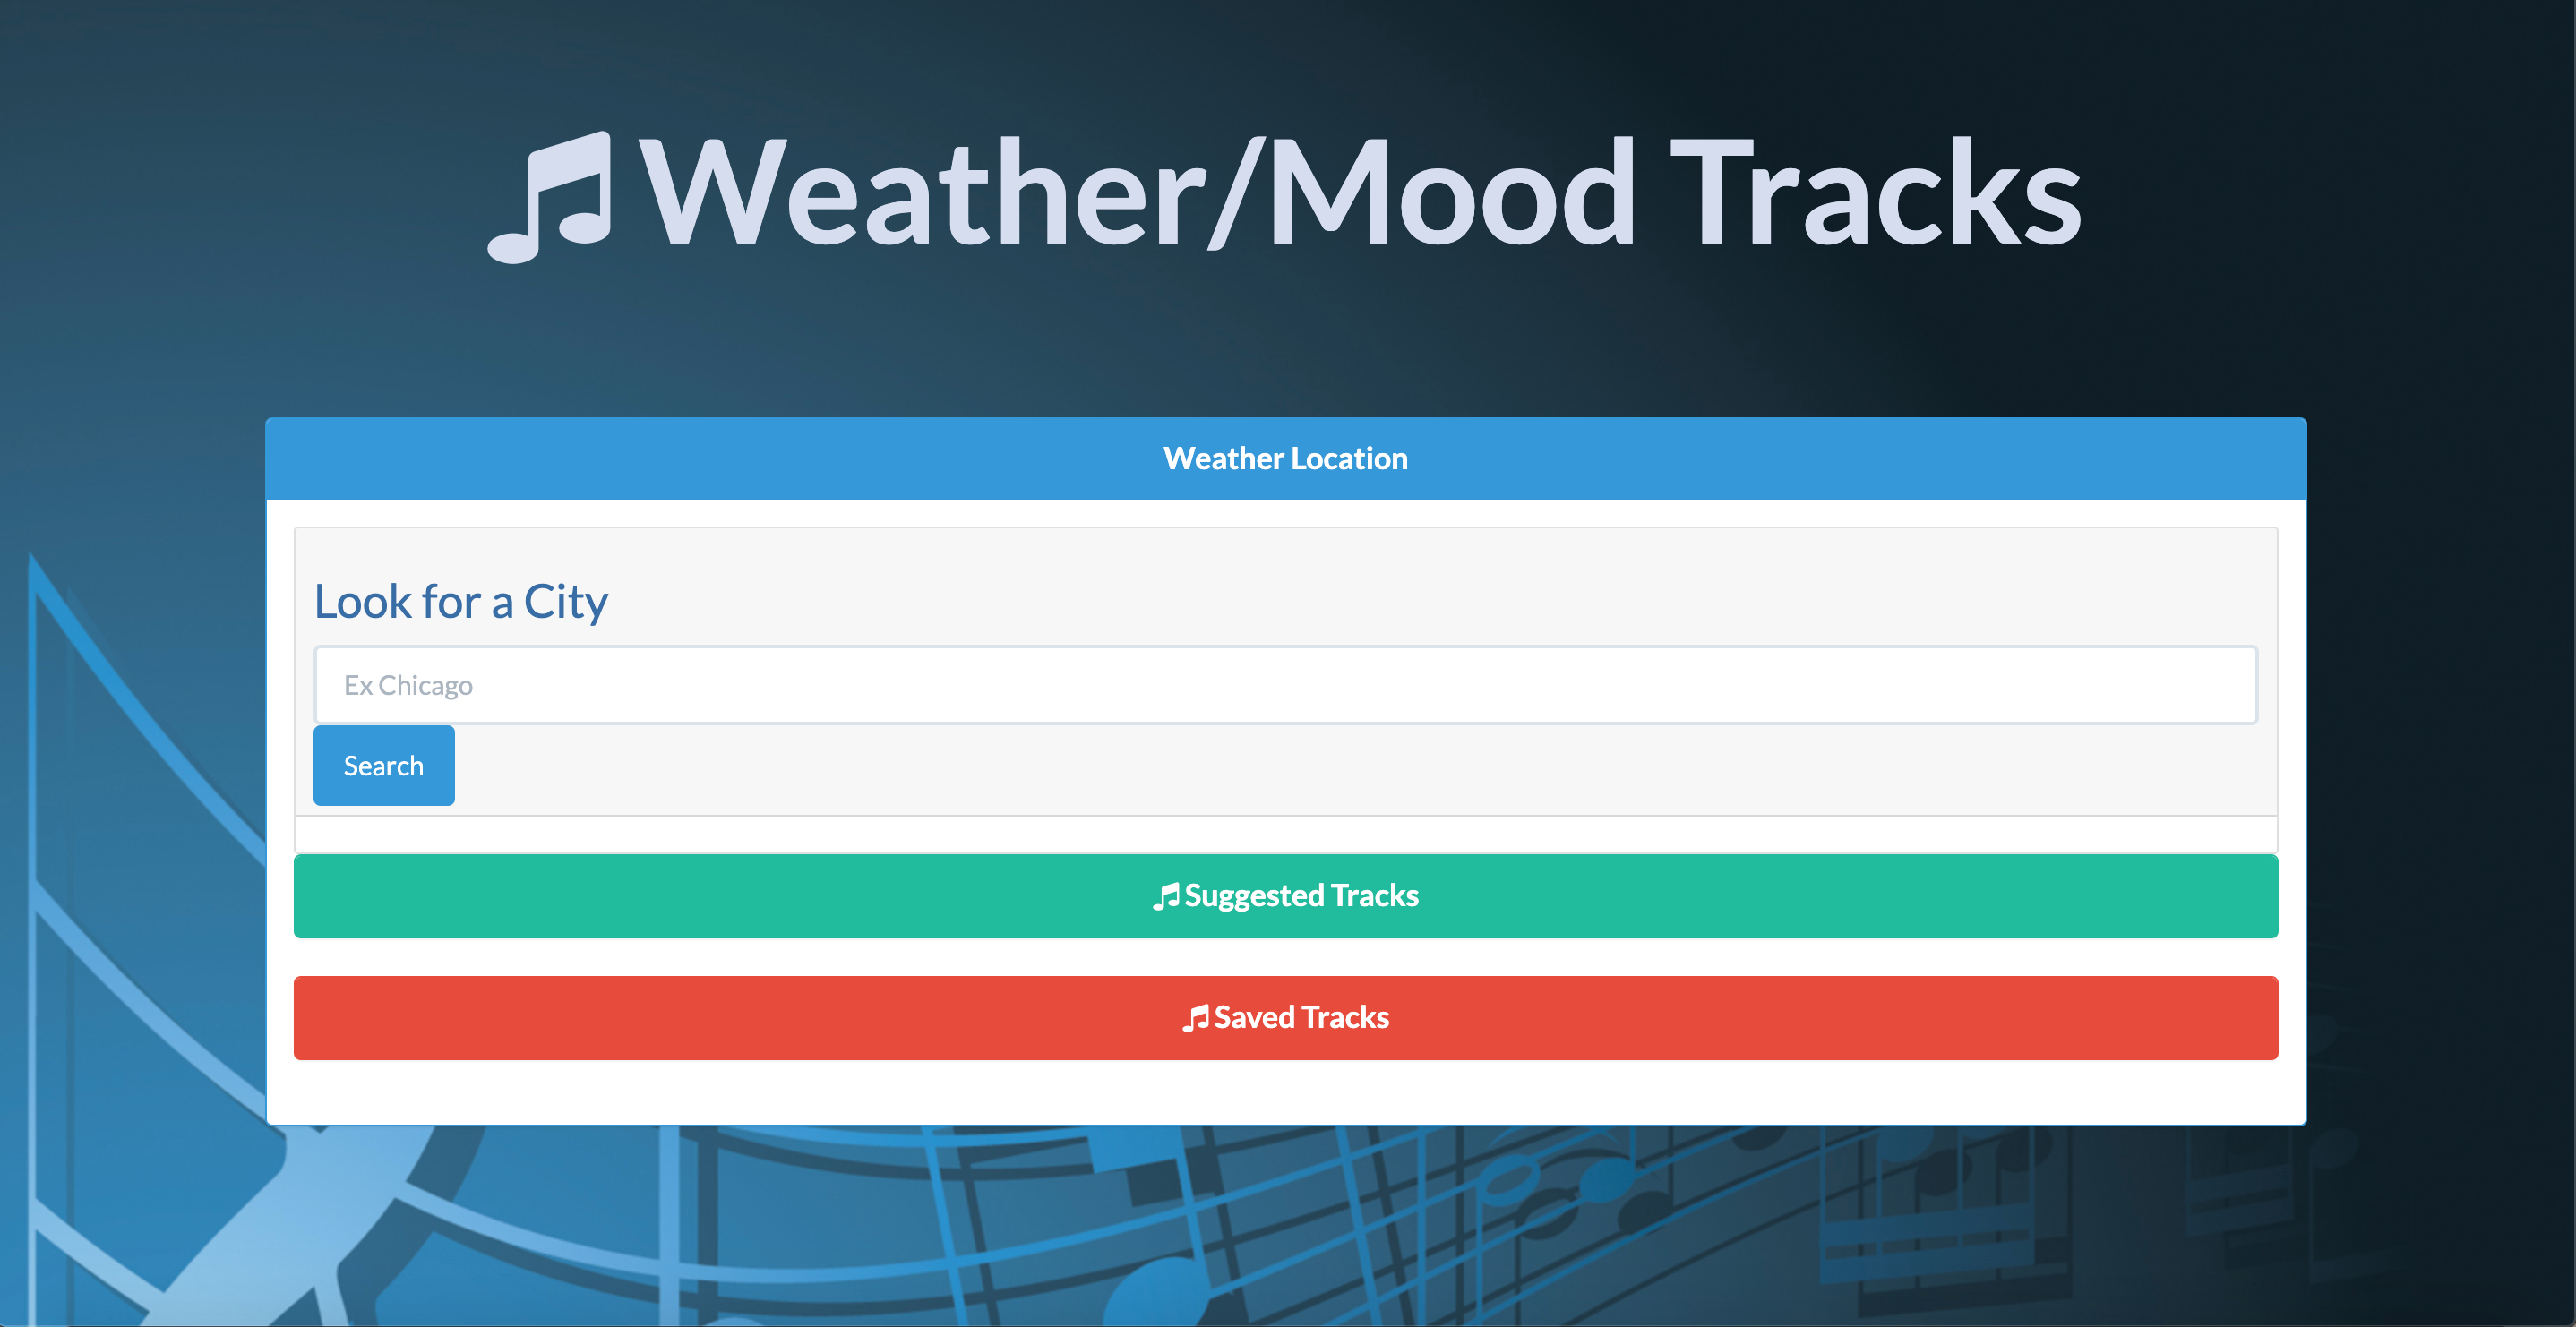 Weather/Mood Tracks
Weather Location
Look for a City
Ex Chicago
Search
Suggested Tracks
Saved Tracks